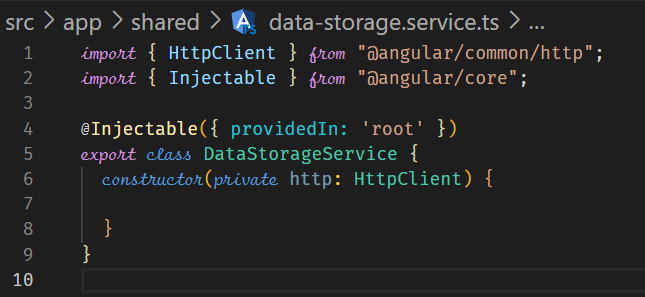 src > app > shared > data-storage.service.ts > ...
1 import { HttpClient } from "@angular/common/http";
2 import { Injectable } from "@angular/core";
3
4 @Injectable({ providedIn: 'root' })
5 export class DataStorageService {
6   constructor(private http: HttpClient) {
7
8   }
9 }
10